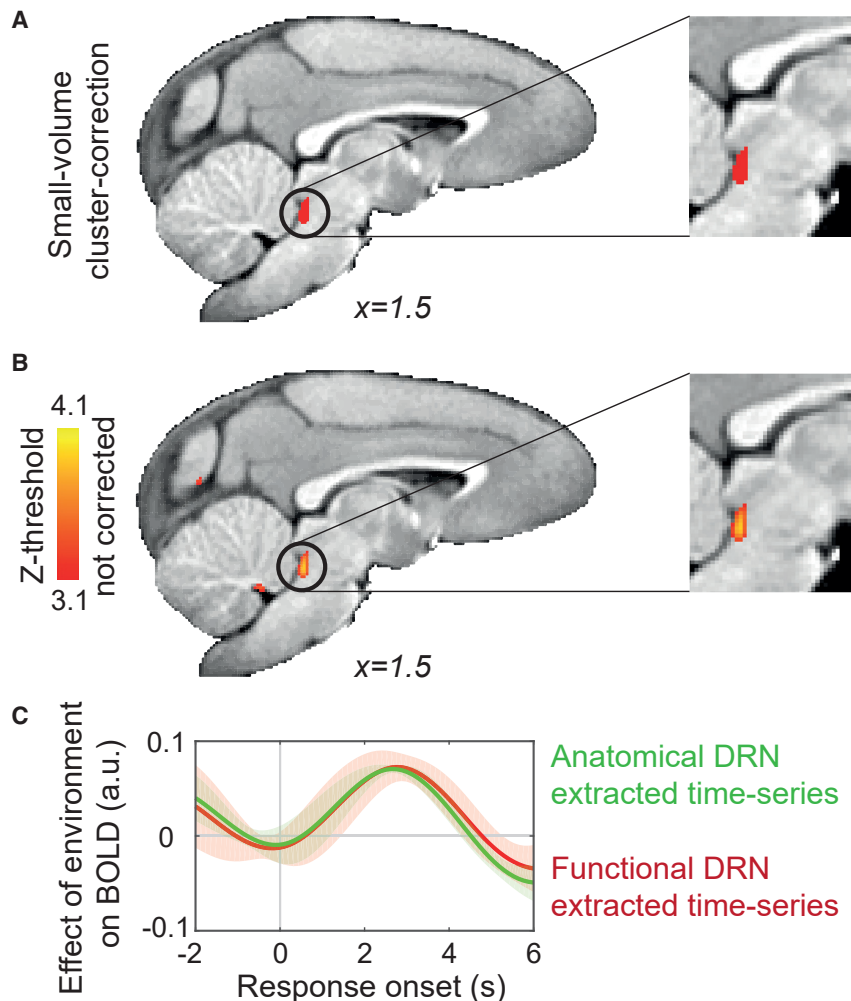 A
Small-volume
cluster-correction
x=1.5
B
4.1
Z-threshold
not corrected
3.1
x=1.5
C
Effect of environment
on BOLD (a.u.)
0.1
0
-0.1
-2
0
2
4
6
Response onset (s)
Anatomical DRN
extracted time-series
Functional DRN
extracted time-series